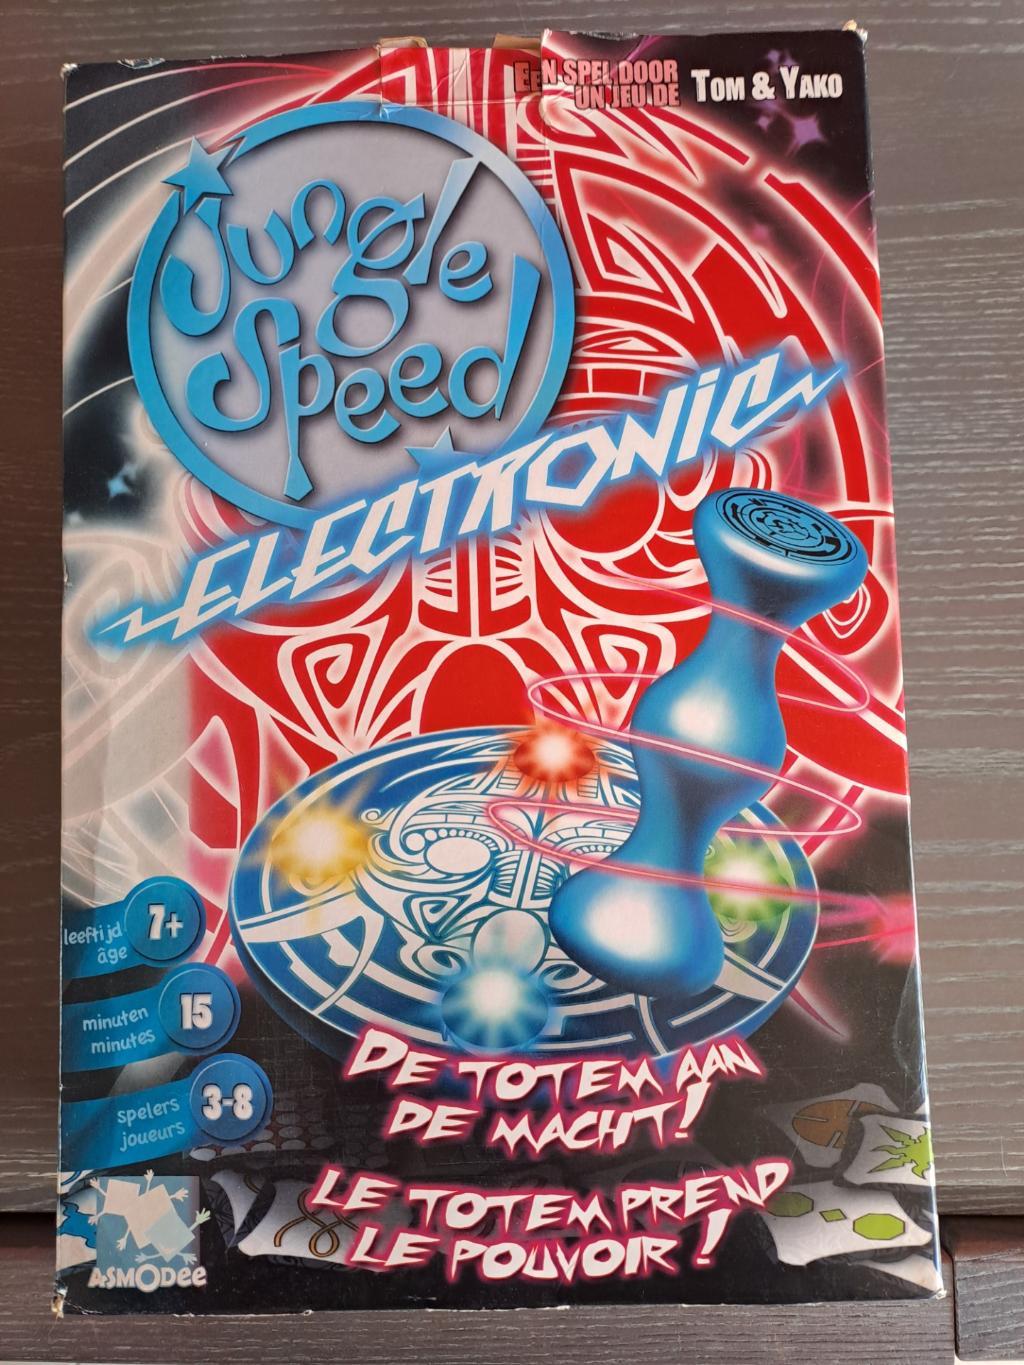 EEN SPEL DOOR
UN JEU DE
TOM & YAKO
Jungle
Speed
ELECTRONIC
leeftijd
âge
7+
minuten
minutes
15
spelers
joueurs
3-8
DE TOTEM AAN
DE MACHT!
LE TOTEM PREND
LE POUVOIR !
ASMODée